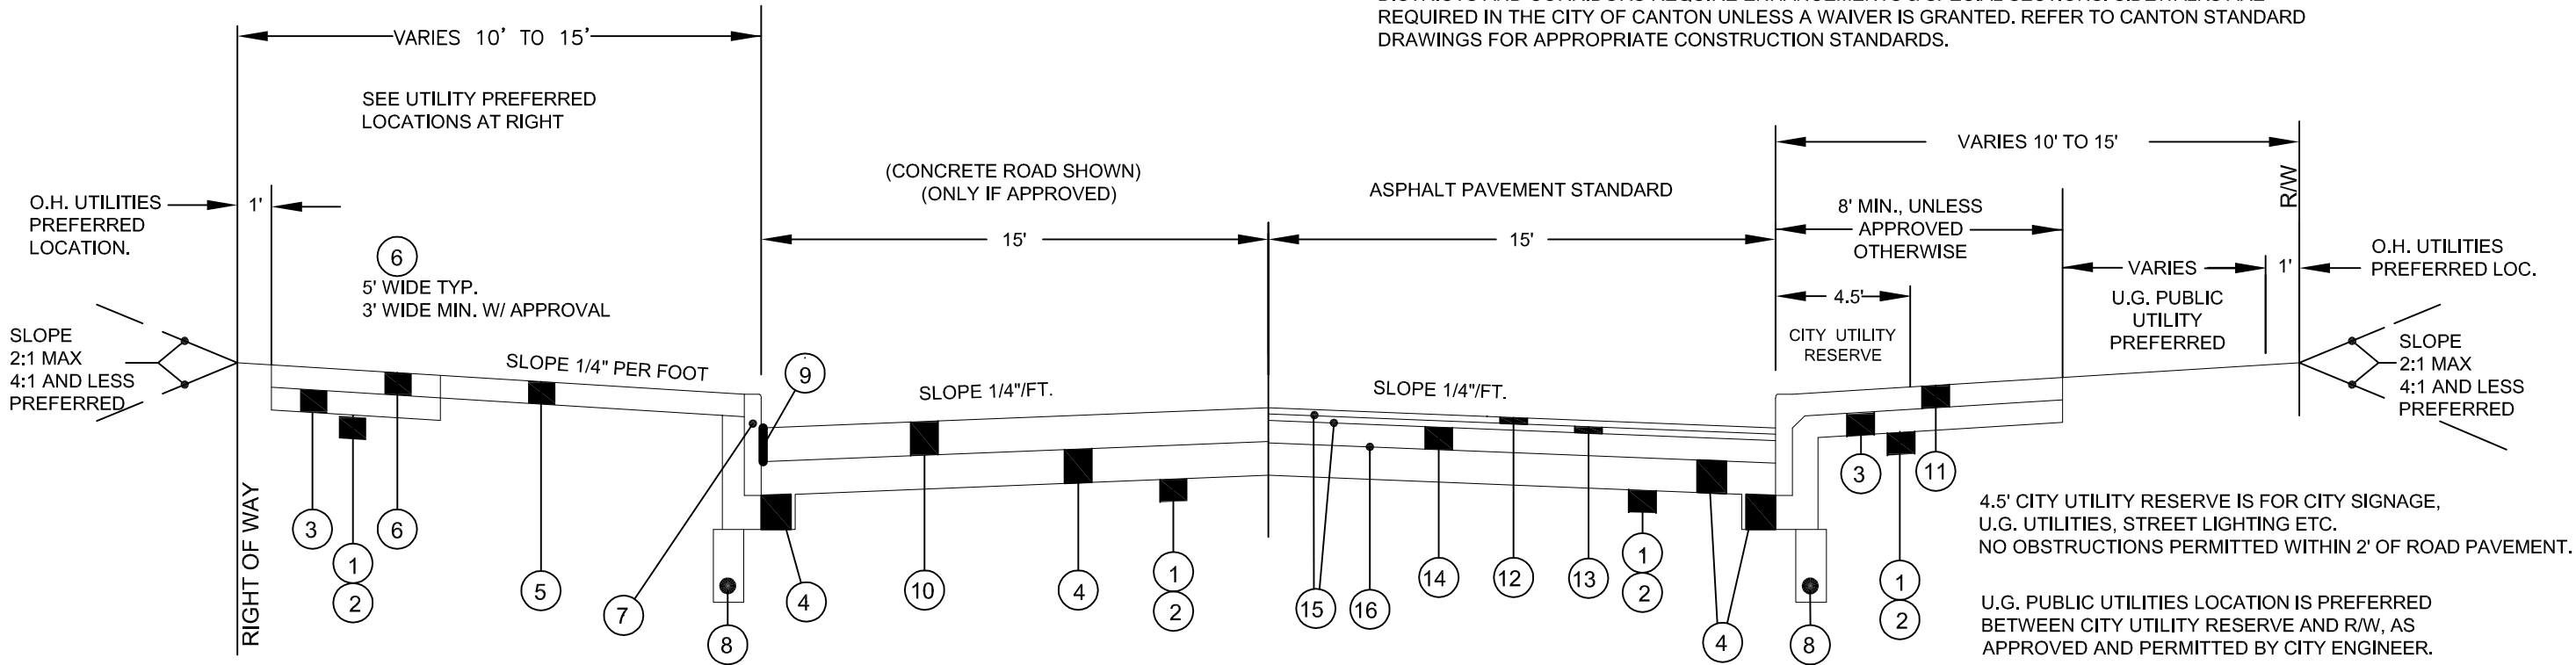 DISTRICTS AND CORRIDORS REQUIRE ENHANCEMENTS & SPECIAL SECTIONS. SIDEWALKS ARE
REQUIRED IN THE CITY OF CANTON UNLESS A WAIVER IS GRANTED. REFER TO CANTON STANDARD
DRAWINGS FOR APPROPRIATE CONSTRUCTION STANDARDS.
VARIES 10' TO 15'
SEE UTILITY PREFERRED
LOCATIONS AT RIGHT
VARIES 10' TO 15'
(CONCRETE ROAD SHOWN)
(ONLY IF APPROVED)
ASPHALT PAVEMENT STANDARD
R/W
O.H. UTILITIES
PREFERRED
LOCATION.
1'
8' MIN., UNLESS
APPROVED
OTHERWISE
15'
15'
O.H. UTILITIES
PREFERRED LOC.
6
5' WIDE TYP.
3' WIDE MIN. W/ APPROVAL
VARIES
1'
4.5'
U.G. PUBLIC
UTILITY
PREFERRED
CITY UTILITY
RESERVE
SLOPE
2:1 MAX
4:1 AND LESS
PREFERRED
SLOPE 1/4" PER FOOT
9
SLOPE 1/4"/FT.
SLOPE 1/4"/FT.
SLOPE
2:1 MAX
4:1 AND LESS
PREFERRED
RIGHT OF WAY
3
1
2
6
5
7
8
4
10
4
1
2
15
16
14
12
13
1
2
4
8
3
1
2
11
4.5' CITY UTILITY RESERVE IS FOR CITY SIGNAGE,
U.G. UTILITIES, STREET LIGHTING ETC.
NO OBSTRUCTIONS PERMITTED WITHIN 2' OF ROAD PAVEMENT.
U.G. PUBLIC UTILITIES LOCATION IS PREFERRED
BETWEEN CITY UTILITY RESERVE AND R/W, AS
APPROVED AND PERMITTED BY CITY ENGINEER.